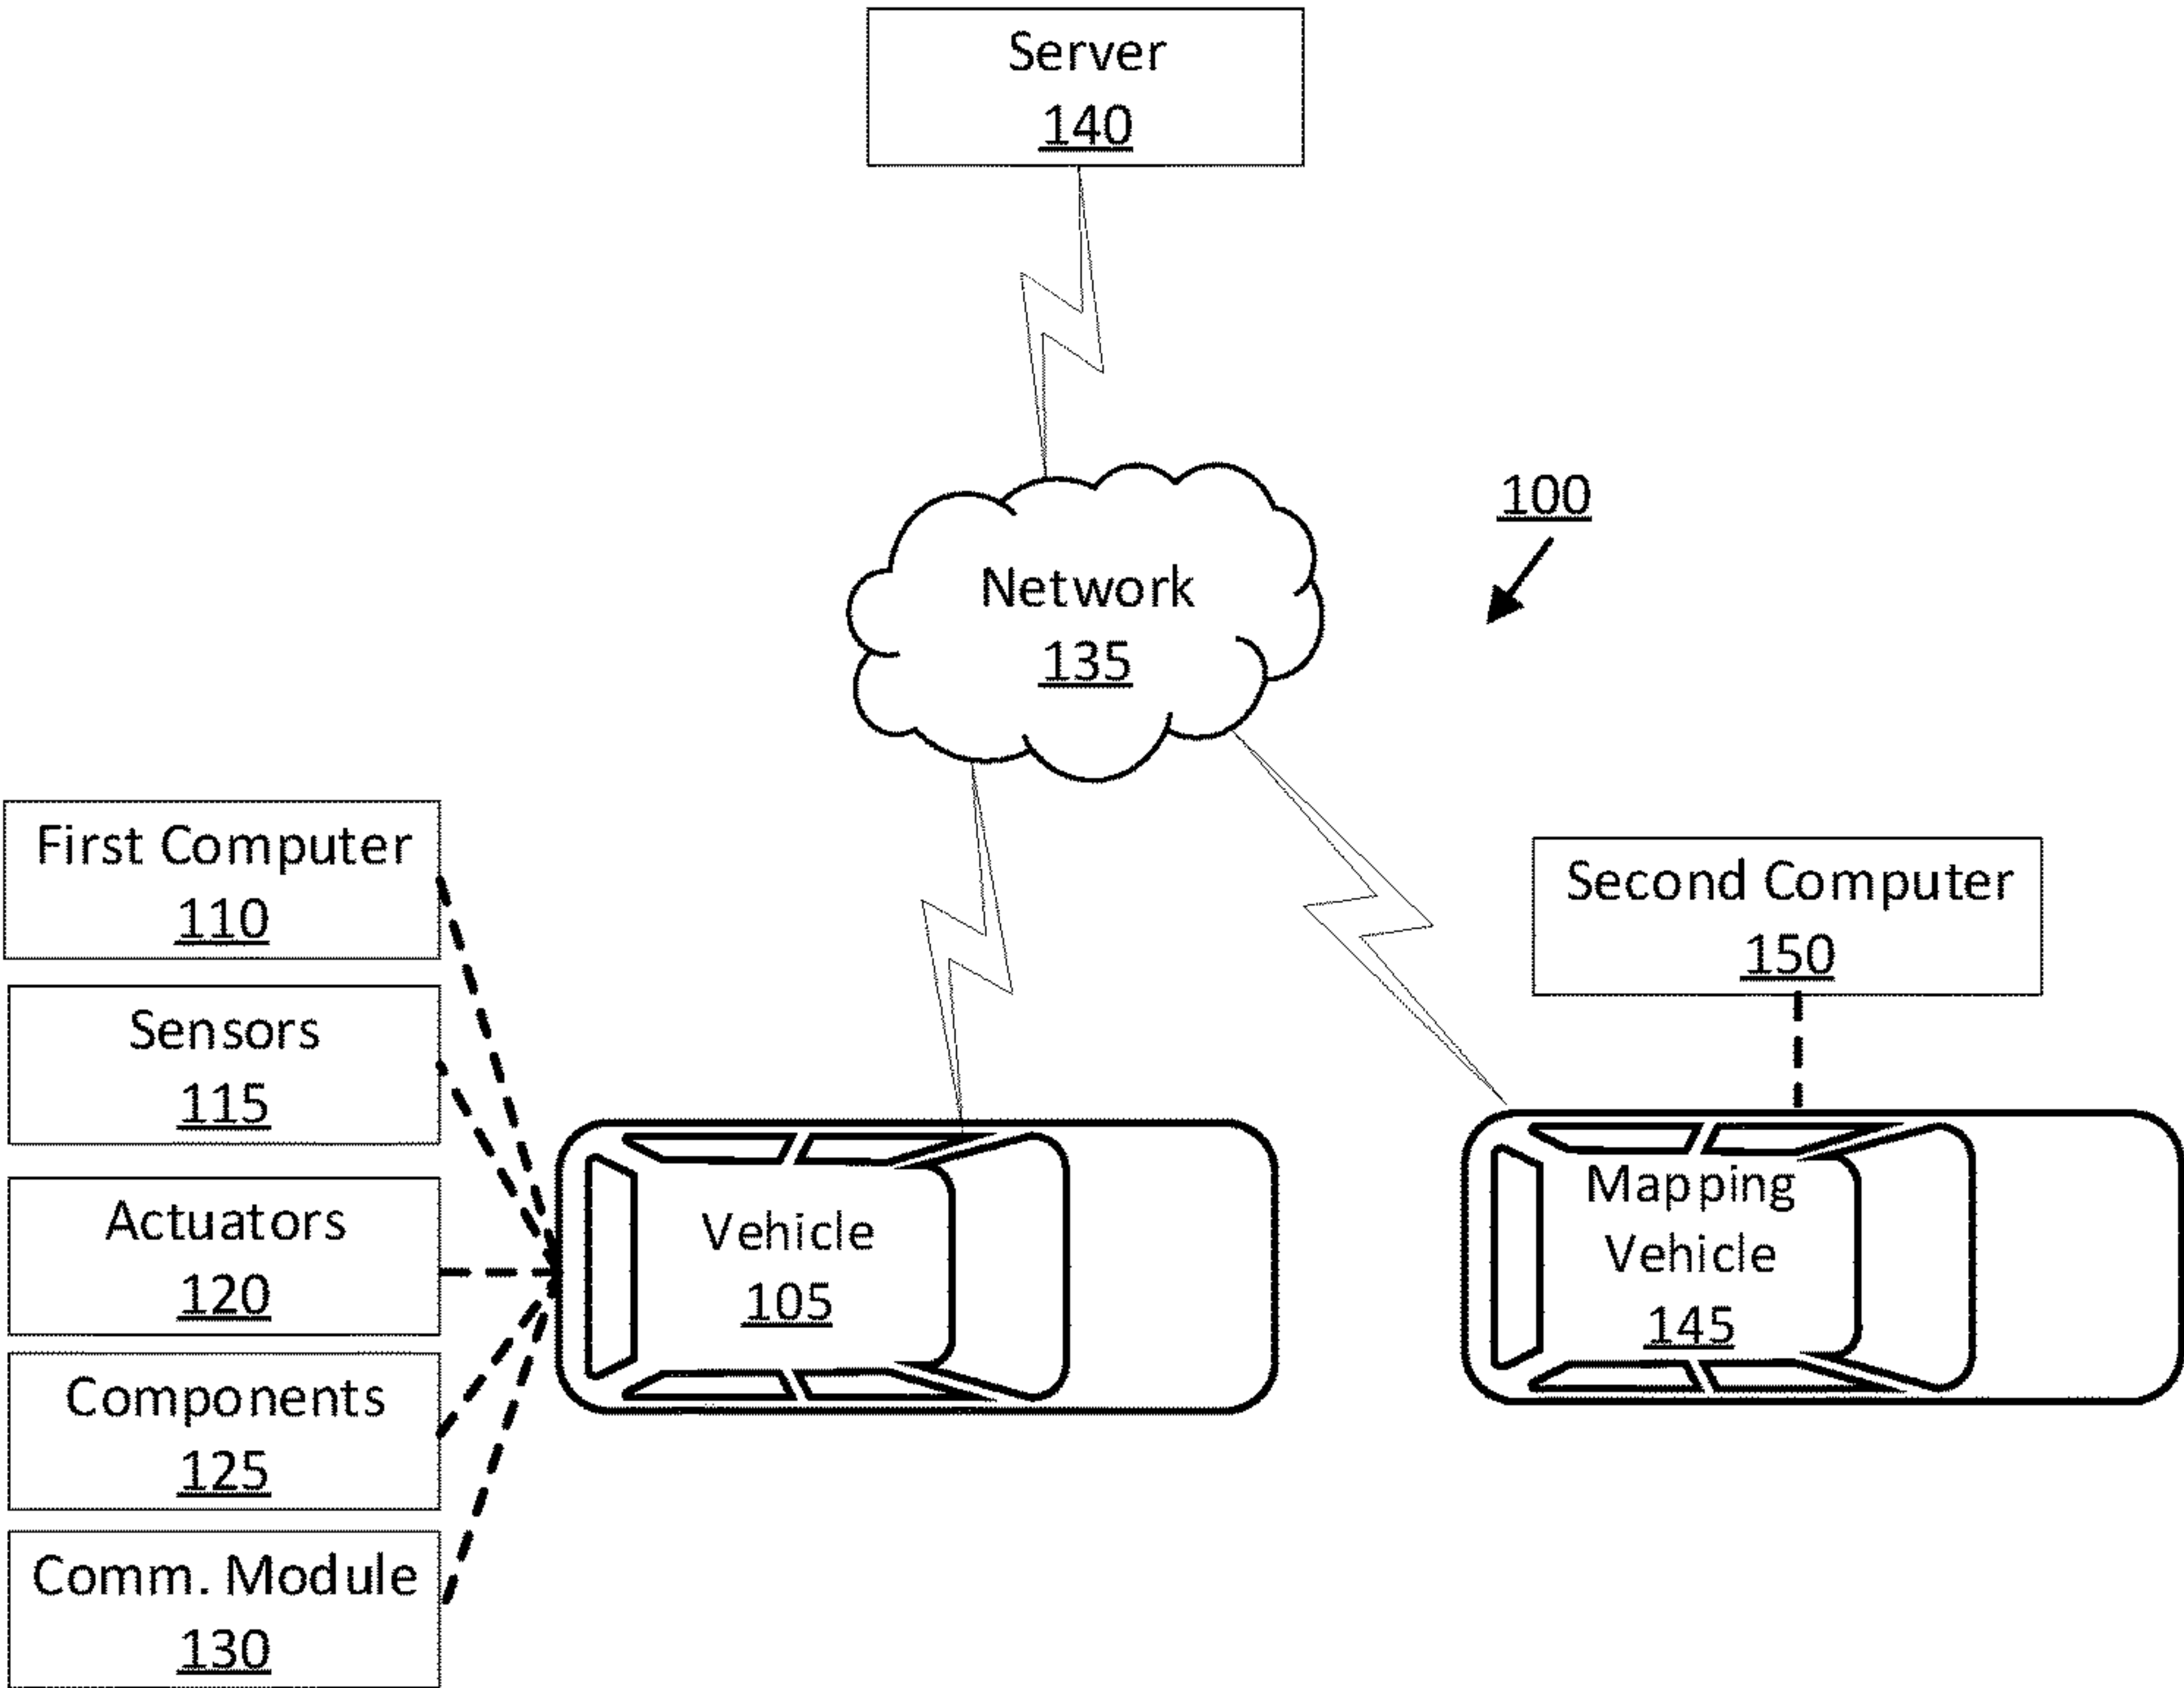 Server
140
100
Network
135
First Computer
110
Second Computer
150
Sensors
115
Actuators
120
Vehicle
105
Mapping
Vehicle
145
Components
125
Comm. Module
130